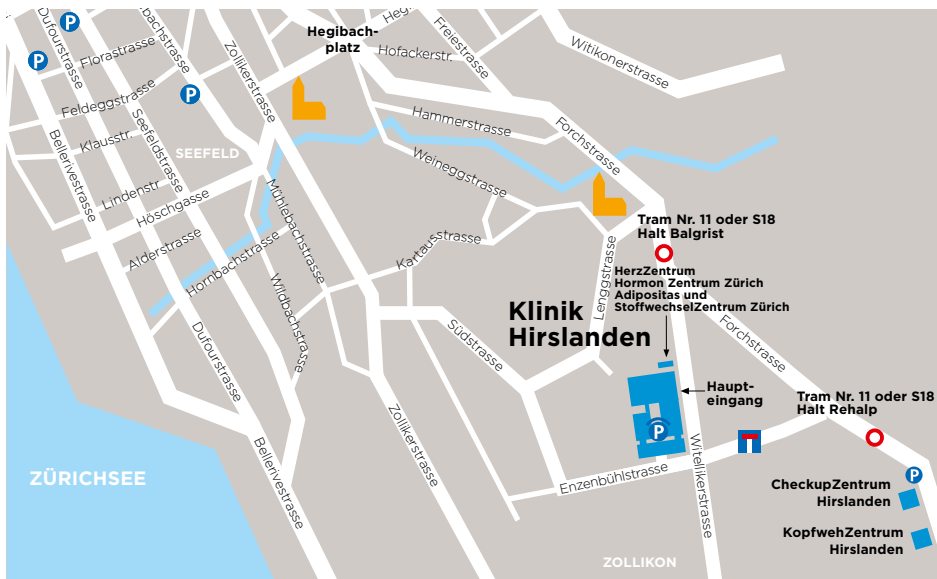 P
P
P
P
P
Dufourstrasse
Florastrasse
Mühlebachstrasse
Zollikerstrasse
Hegibach-
platz
Freiestrasse
Hofackerstr.
Witikonerstrasse
Feldeggstrasse
Klausstr.
Seefeldstrasse
SEEFELD
Hammerstrasse
Forchstrasse
Weineggstrasse
Bellerivestrasse
Lindenstr.
Höschgasse
Alderstrasse
Hornbachstrasse
Mühlebachstrasse
Wildbachstrasse
Kartausstrasse
Lenggstrasse
Tram Nr. 11 oder S18
Halt Balgrist
HerzZentrum
Hormon Zentrum Zürich
Adipositas und
StoffwechselZentrum Zürich
Klinik
Hirslanden
Südstrasse
Forchstrasse
Dufourstrasse
Haupt-
eingang
Tram Nr. 11 oder S18
Halt Rehalp
Zollikerstrasse
Bellerivestrasse
Witellikerstrasse
Enzenbühlstrasse
ZÜRICHSEE
CheckupZentrum
Hirslanden
KopfwehZentrum
Hirslanden
ZOLLIKON